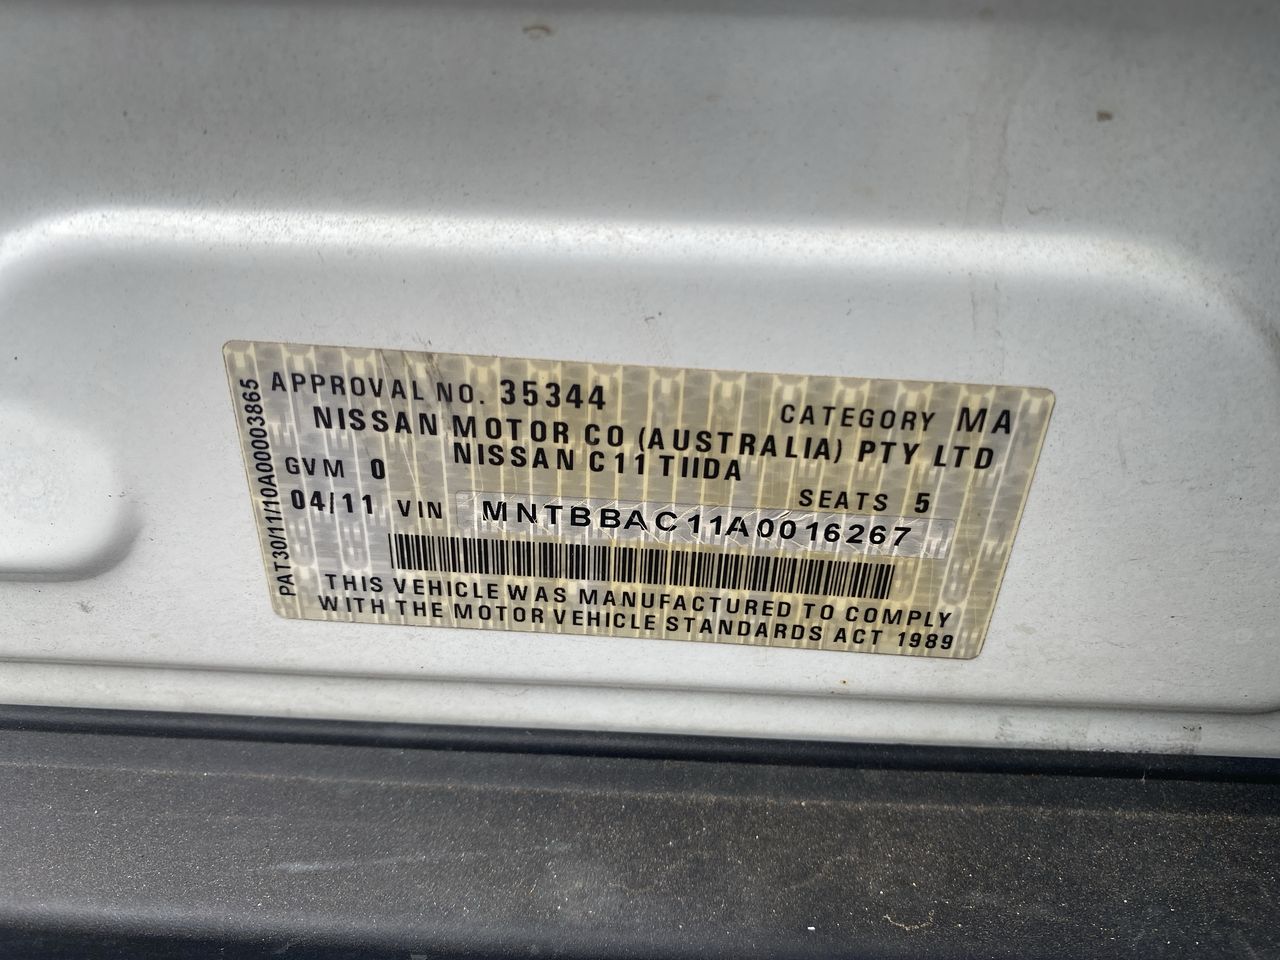 PAT30/11/10A00003865
APPROVAL NO. 35344
CATEGORY MA
NISSAN MOTOR CO (AUSTRALIA) PTY LTD
NISSAN C11 TIIDA
GVM 0
SEATS 5
04/11 VIN MNTBBAC11A0016267
THIS VEHICLE WAS MANUFACTURED TO COMPLY
WITH THE MOTOR VEHICLE STANDARDS ACT 1989